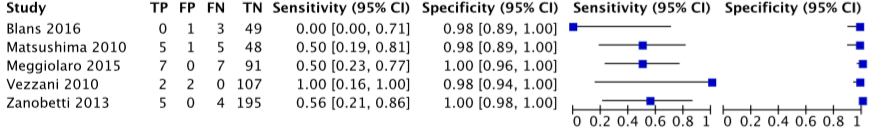 Study TP FP FN TN Sensitivity (95% CI) Specificity (95% CI) Sensitivity (95% CI) Specificity (95% CI)
Blans 2016 0 1 3 49 0.00 [0.00, 0.71] 0.98 [0.89, 1.00]
Matsushima 2010 5 1 5 48 0.50 [0.19, 0.81] 0.98 [0.89, 1.00]
Meggiolaro 2015 7 0 7 91 0.50 [0.23, 0.77] 1.00 [0.96, 1.00]
Vezzani 2010 2 2 0 107 1.00 [0.16, 1.00] 0.98 [0.94, 1.00]
Zanobetti 2013 5 0 4 195 0.56 [0.21, 0.86] 1.00 [0.98, 1.00]
0 0.2 0.4 0.6 0.8 1 0 0.2 0.4 0.6 0.8 1